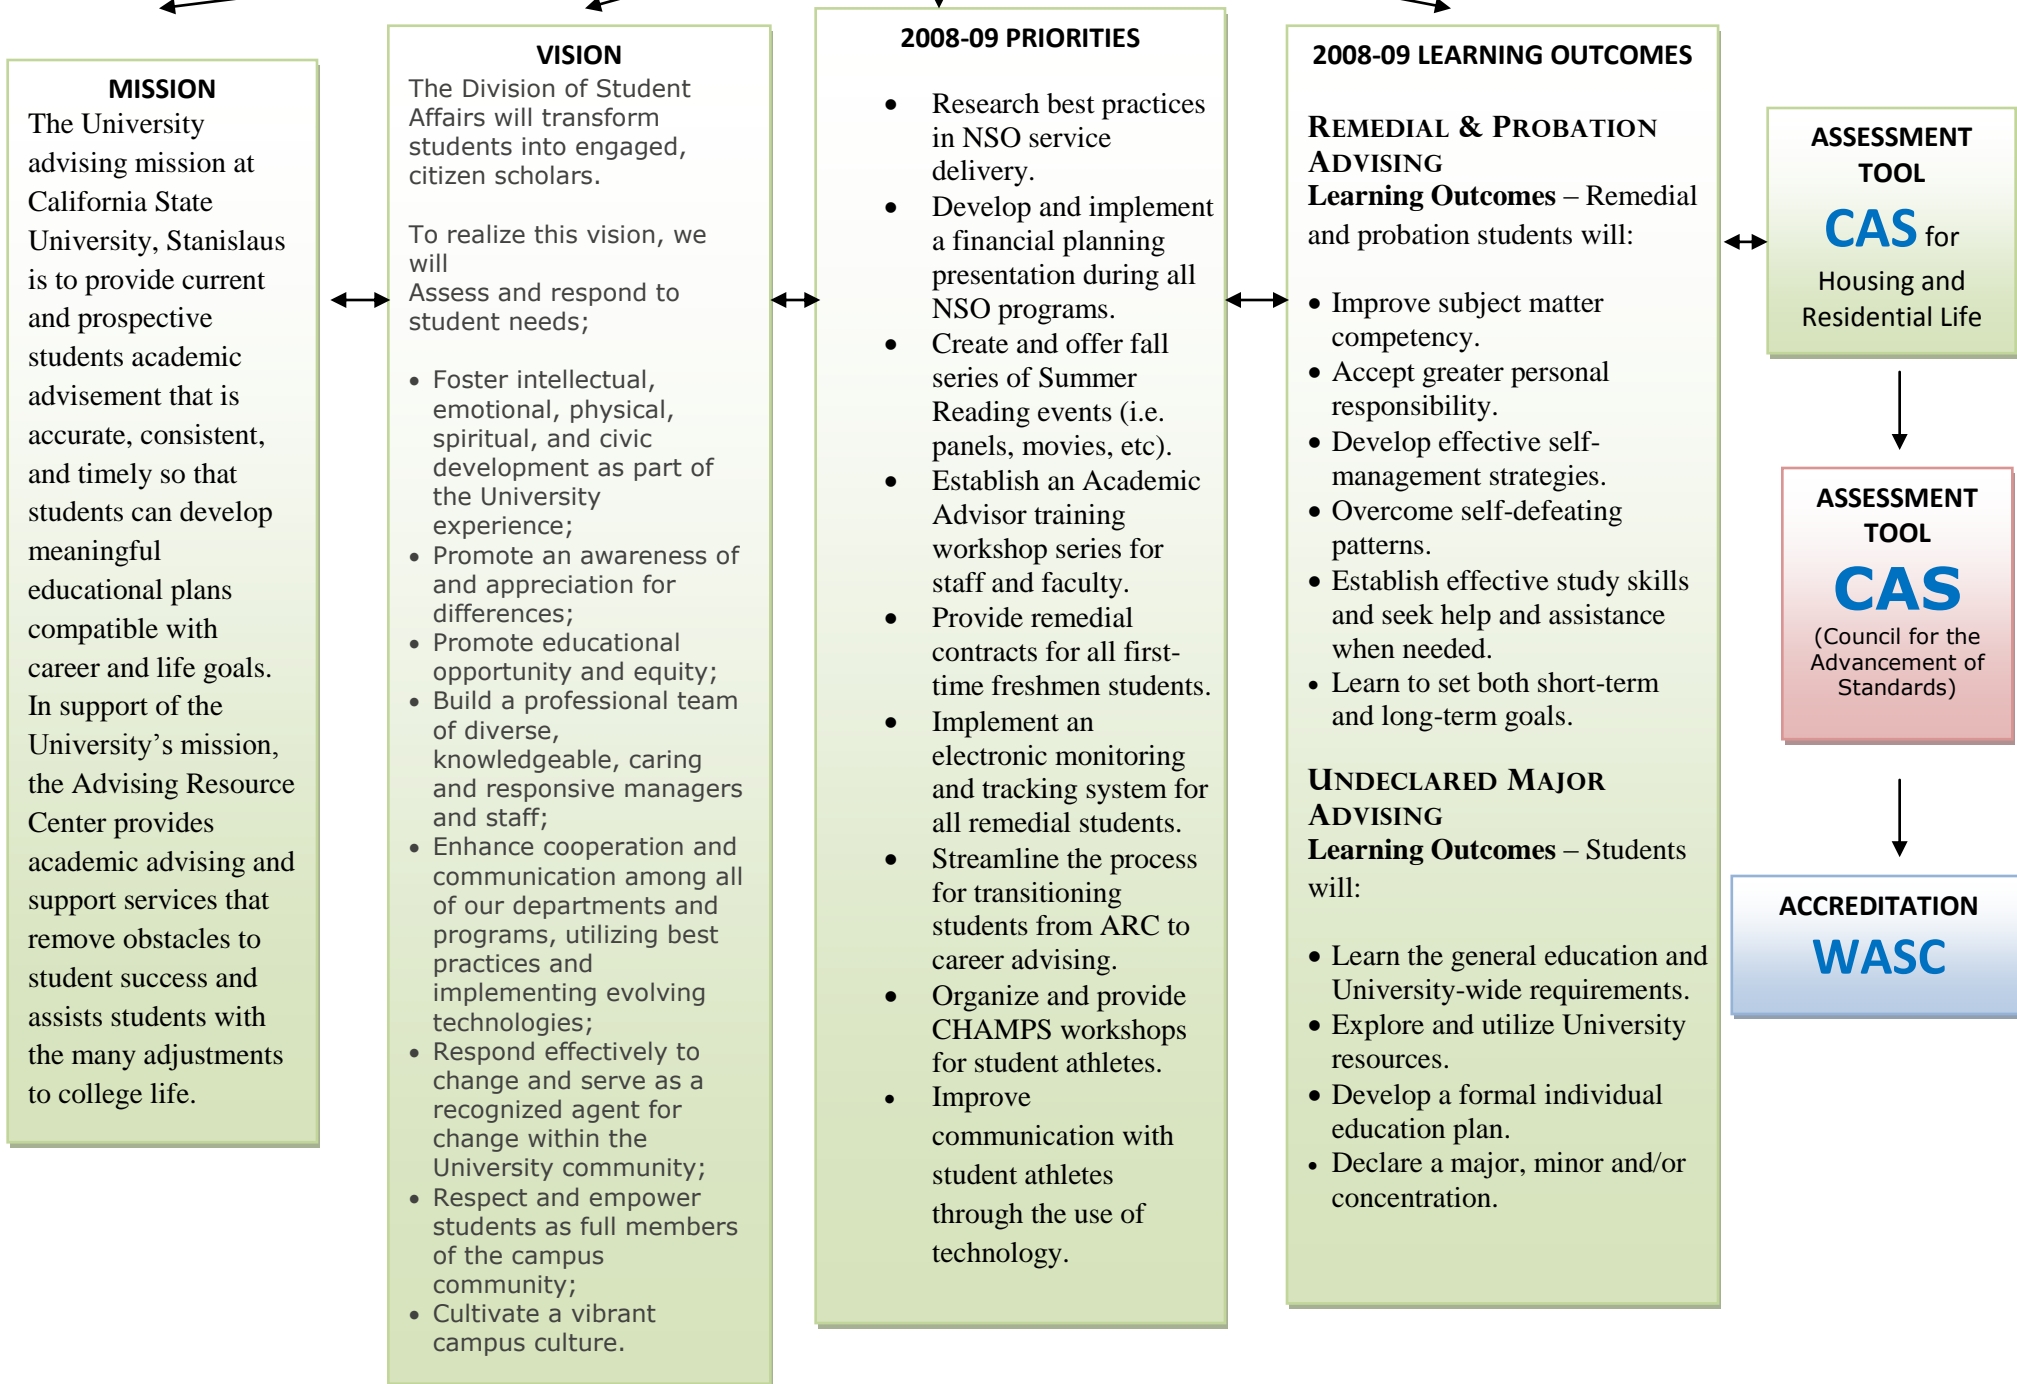 MISSION
The University
advising mission at
California State
University, Stanislaus
is to provide current
and prospective
students academic
advisement that is
accurate, consistent,
and timely so that
students can develop
meaningful
educational plans
compatible with
career and life goals.
In support of the
University’s mission,
the Advising Resource
Center provides
academic advising and
support services that
remove obstacles to
student success and
assists students with
the many adjustments
to college life.
VISION
The Division of Student
Affairs will transform
students into engaged,
citizen scholars.
To realize this vision, we
will
Assess and respond to
student needs;
• Foster intellectual,
emotional, physical,
spiritual, and civic
development as part of
the University
experience;
• Promote an awareness of
and appreciation for
differences;
• Promote educational
opportunity and equity;
• Build a professional team
of diverse,
knowledgeable, caring
and responsive managers
and staff;
• Enhance cooperation and
communication among all
of our departments and
programs, utilizing best
practices and
implementing evolving
technologies;
• Respond effectively to
change and serve as a
recognized agent for
change within the
University community;
• Respect and empower
students as full members
of the campus
community;
• Cultivate a vibrant
campus culture.
2008-09 PRIORITIES
• Research best practices
in NSO service
delivery.
• Develop and implement
a financial planning
presentation during all
NSO programs.
• Create and offer fall
series of Summer
Reading events (i.e.
panels, movies, etc).
• Establish an Academic
Advisor training
workshop series for
staff and faculty.
• Provide remedial
contracts for all first-
time freshmen students.
• Implement an
electronic monitoring
and tracking system for
all remedial students.
• Streamline the process
for transitioning
students from ARC to
career advising.
• Organize and provide
CHAMPS workshops
for student athletes.
• Improve
communication with
student athletes
through the use of
technology.
2008-09 LEARNING OUTCOMES
REMEDIAL & PROBATION
ADVISING
Learning Outcomes – Remedial
and probation students will:
• Improve subject matter
competency.
• Accept greater personal
responsibility.
• Develop effective self-
management strategies.
• Overcome self-defeating
patterns.
• Establish effective study skills
and seek help and assistance
when needed.
• Learn to set both short-term
and long-term goals.
UNDECLARED MAJOR
ADVISING
Learning Outcomes – Students
will:
• Learn the general education and
University-wide requirements.
• Explore and utilize University
resources.
• Develop a formal individual
education plan.
• Declare a major, minor and/or
concentration.
ASSESSMENT
TOOL
CAS for
Housing and
Residential Life
ASSESSMENT
TOOL
CAS
(Council for the
Advancement of
Standards)
ACCREDITATION
WASC